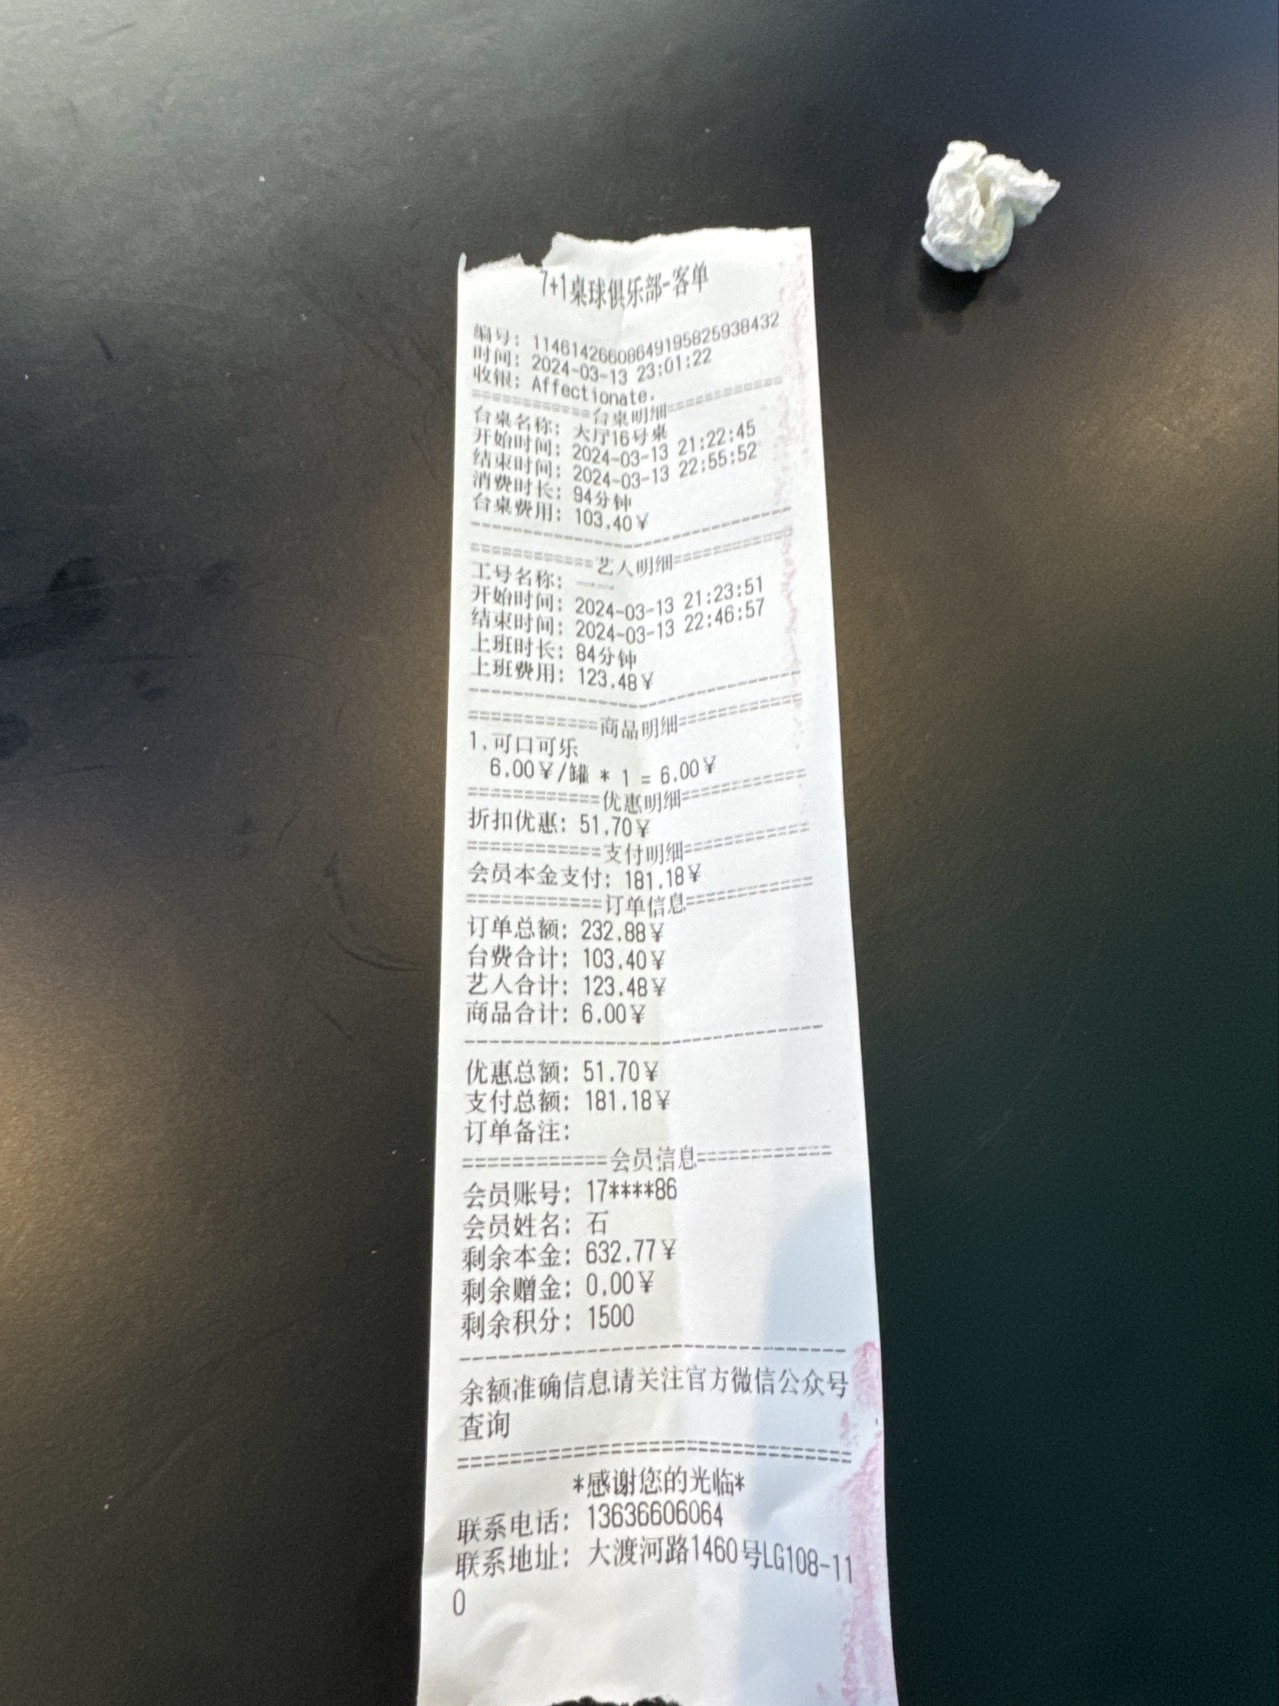 7+1桌球俱乐部-客单
编号: 1146142660864919582593843​2
时间: 2024-03-13 23:01:22
收银: Affectionate.
============台桌明细============
台桌名称: 大厅16号桌
开始时间: 2024-03-13 21:22:45
结束时间: 2024-03-13 22:55:52
消费时长: 94分钟
台桌费用: 103.40¥
--------------------------------
============艺人明细============
工号名称: 一一
开始时间: 2024-03-13 21:23:51
结束时间: 2024-03-13 22:46:57
上班时长: 84分钟
上班费用: 123.48¥
--------------------------------
============商品明细============
1.可口可乐
6.00¥/罐 * 1 = 6.00¥
============优惠明细============
折扣优惠: 51.70¥
============支付明细============
会员本金支付: 181.18¥
============订单信息============
订单总额: 232.88¥
台费合计: 103.40¥
艺人合计: 123.48¥
商品合计: 6.00¥
--------------------------------
优惠总额: 51.70¥
支付总额: 181.18¥
订单备注:
============会员信息============
会员账号: 17****86
会员姓名: 石
剩余本金: 632.77¥
剩余赠金: 0.00¥
剩余积分: 1500
--------------------------------
余额准确信息请关注官方微信公众号
查询
================================
*感谢您的光临*
联系电话: 13636606064
联系地址: 大渡河路1460号LG108-11
0